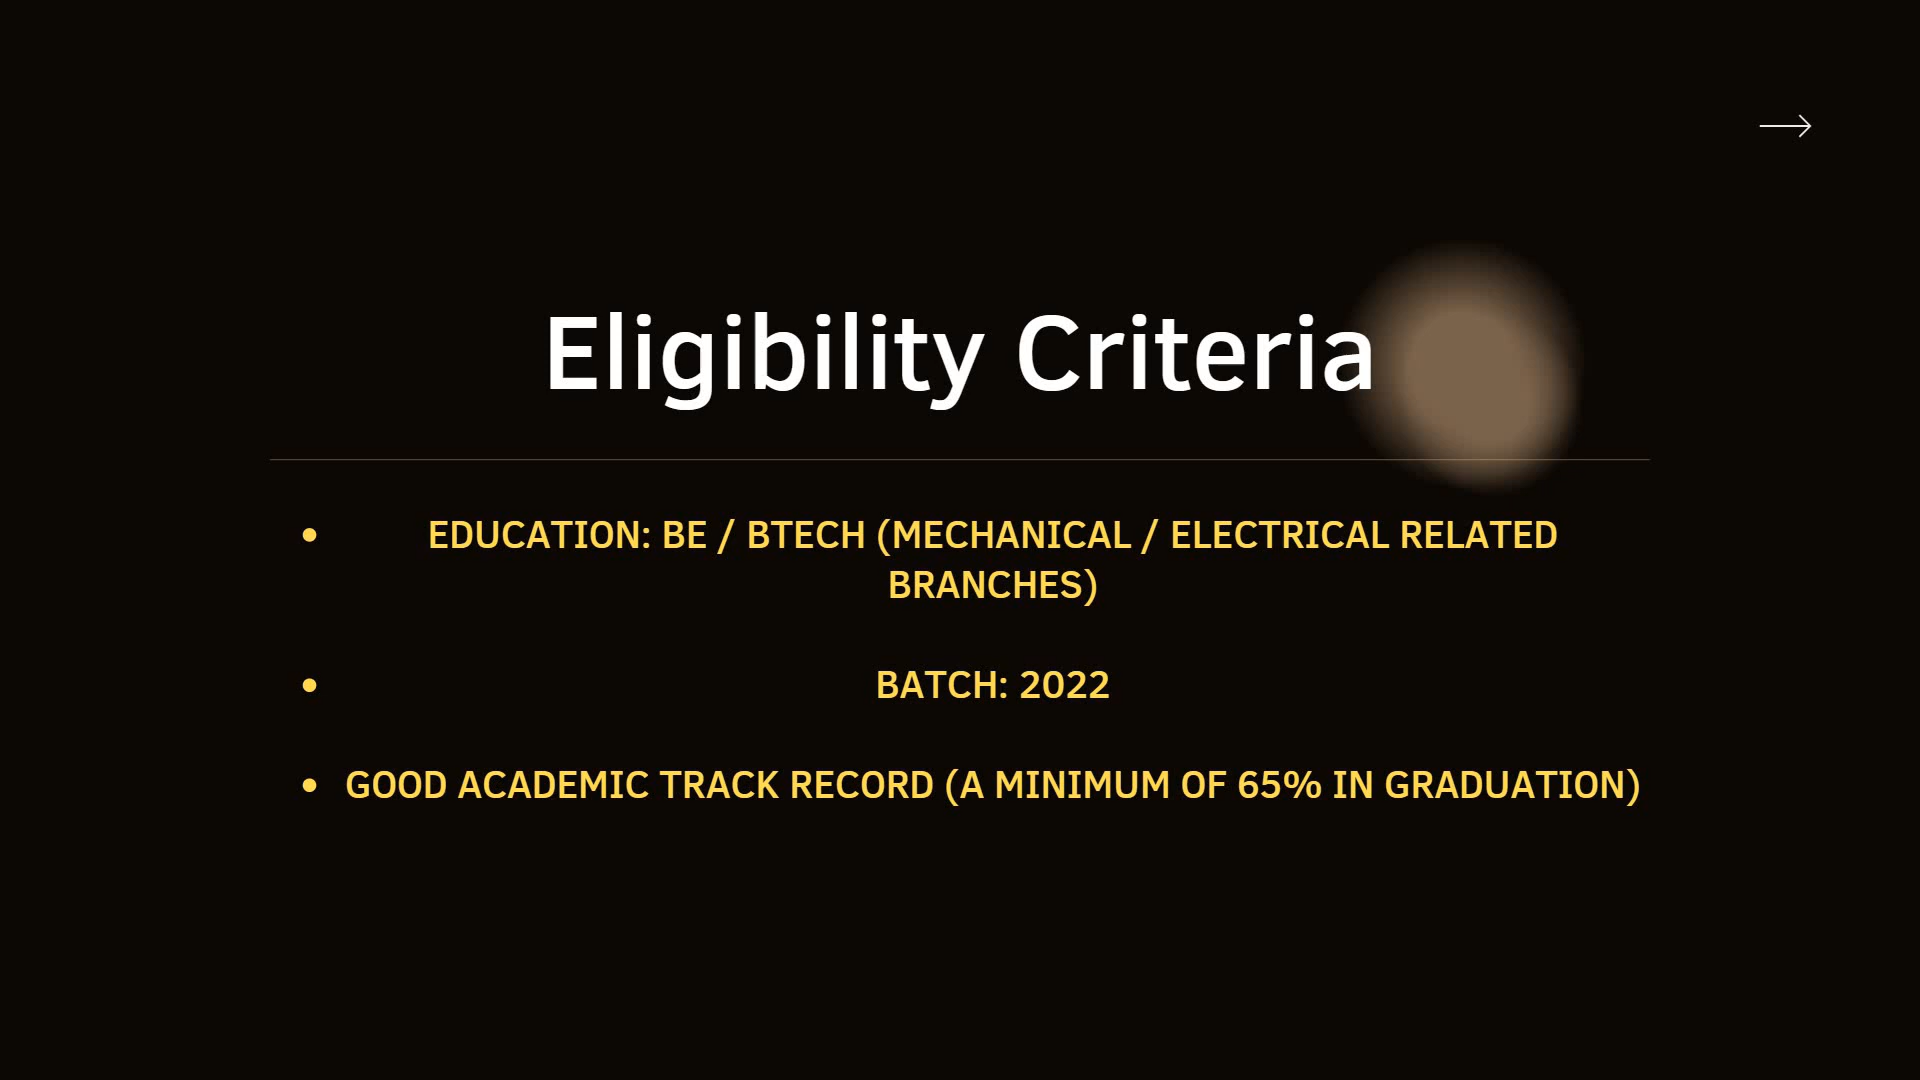 Eligibility Criteria
• EDUCATION: BE / BTECH (MECHANICAL / ELECTRICAL RELATED
BRANCHES)
• BATCH: 2022
• GOOD ACADEMIC TRACK RECORD (A MINIMUM OF 65% IN GRADUATION)